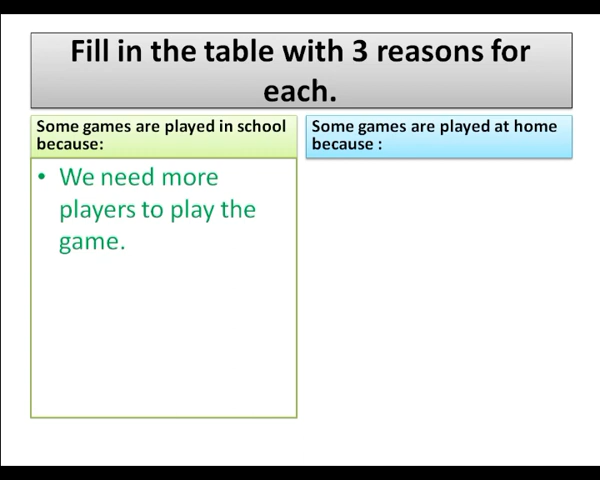 Fill in the table with 3 reasons for
each.
Some games are played in school
because:
Some games are played at home
because :
• We need more
players to play the
game.